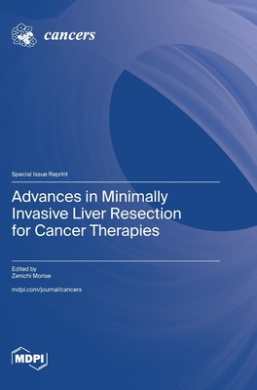 cancers
Special Issue Reprint
Advances in Minimally
Invasive Liver Resection
for Cancer Therapies
Edited by
Zenichi Morise
mdpi.com/journal/cancers
MDPI